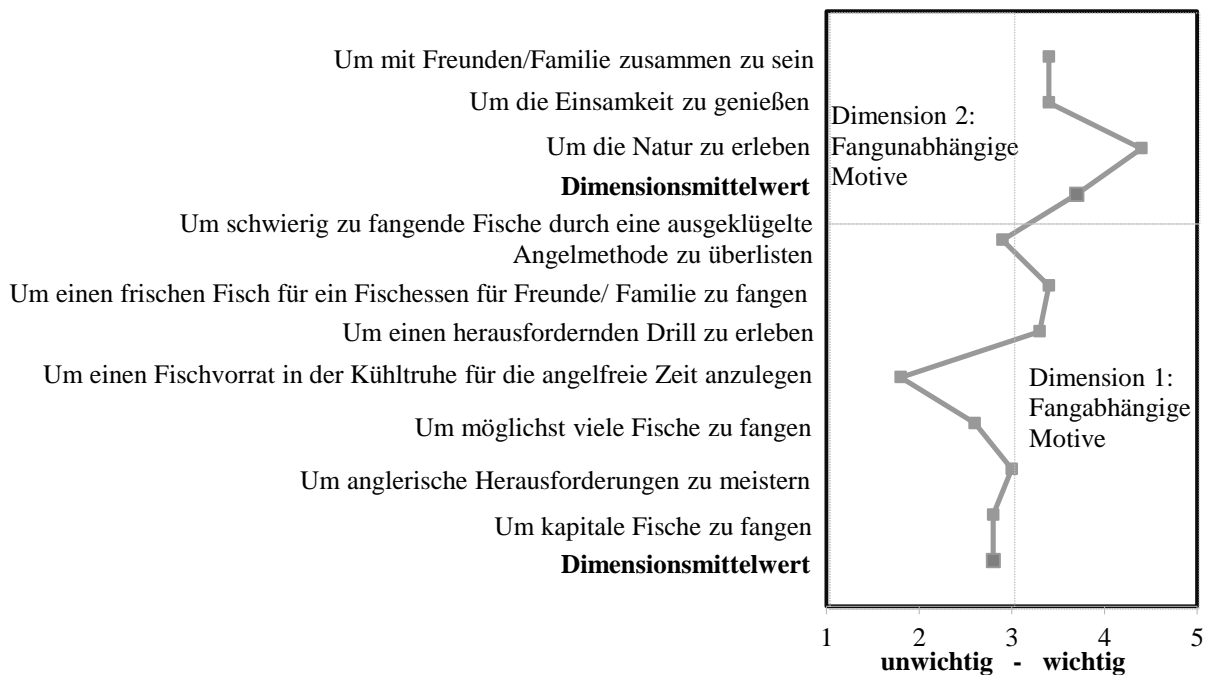 Um mit Freunden/Familie zusammen zu sein
Um die Einsamkeit zu genießen
Um die Natur zu erleben
Dimensionsmittelwert
Um schwierig zu fangende Fische durch eine ausgeklügelte
Angelmethode zu überlisten
Um einen frischen Fisch für ein Fischessen für Freunde/ Familie zu fangen
Um einen herausfordernden Drill zu erleben
Um einen Fischvorrat in der Kühltruhe für die angelfreie Zeit anzulegen
Um möglichst viele Fische zu fangen
Um anglerische Herausforderungen zu meistern
Um kapitale Fische zu fangen
Dimensionsmittelwert
Dimension 2:
Fangunabhängige
Motive
Dimension 1:
Fangabhängige
Motive
1 2 3 4 5
unwichtig - wichtig